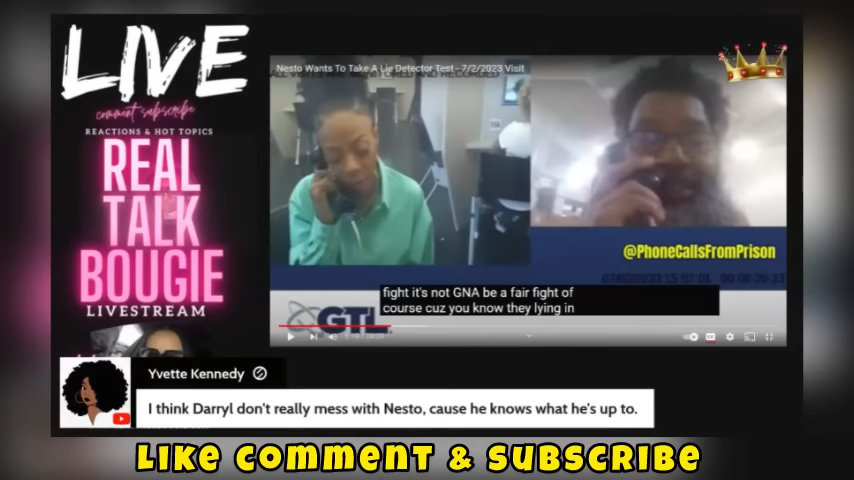 LIVE
comment subscribe
REACTIONS & HOT TOPICS
REAL
TALK
BOUGIE
LIVESTREAM
Nesto Wants To Take A Lie Detector Test - 7/2/2023 Visit
@PhoneCallsFromPrison
fight it's not GNA be a fair fight of
course cuz you know they lying in
GTL
Yvette Kennedy
I think Darryl don't really mess with Nesto, cause he knows what he's up to.
LIKE COMMENT & SUBSCRIBE